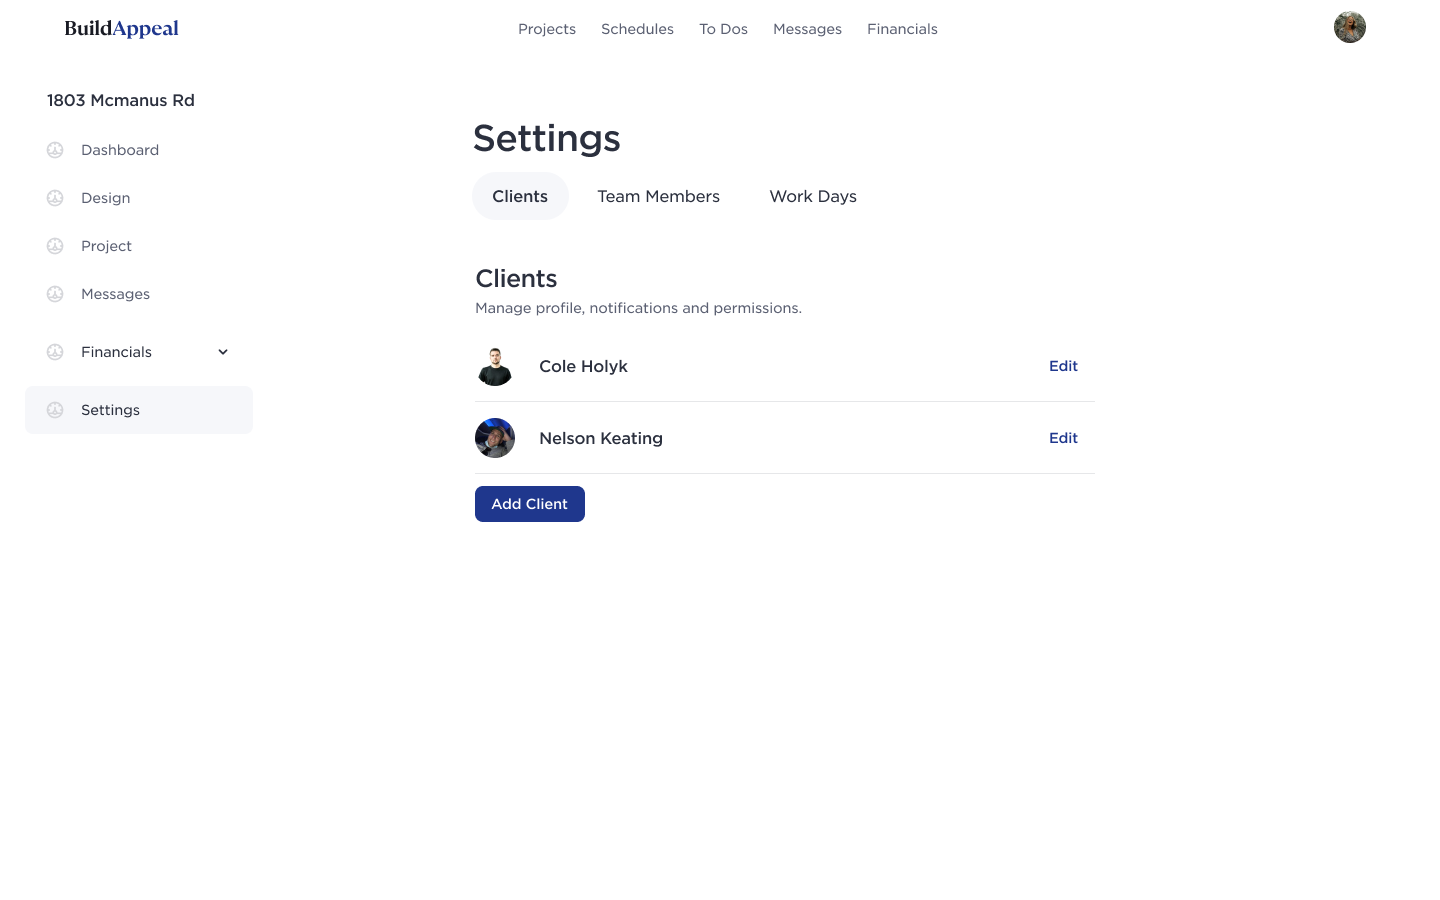 BuildAppeal
Projects Schedules To Dos Messages Financials
1803 Mcmanus Rd
Dashboard
Design
Project
Messages
Financials
Settings
Settings
Clients Team Members Work Days
Clients
Manage profile, notifications and permissions.
Cole Holyk Edit
Nelson Keating Edit
Add Client